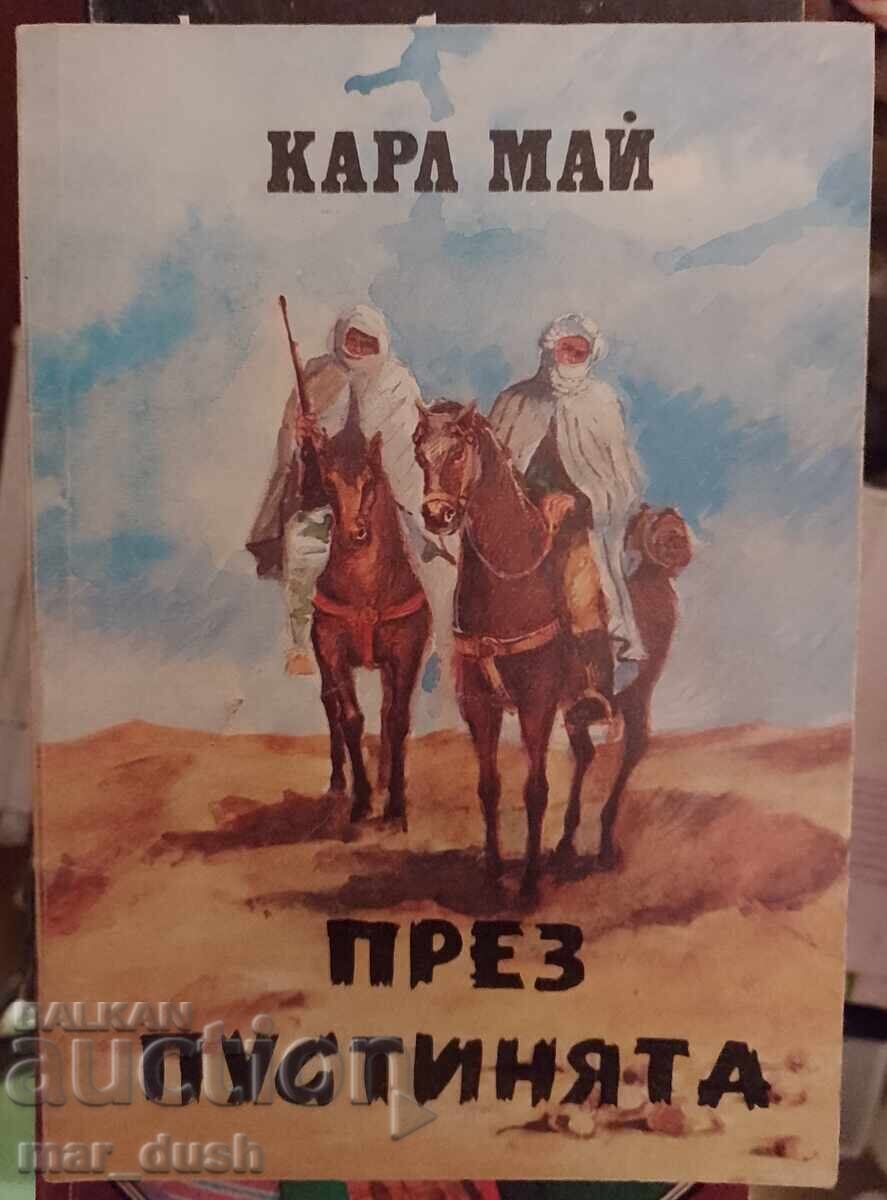 КАРЛ МАЙ
ПРЕЗ
ПУСТИНЯТА
BALKAN
auction
mar_dush